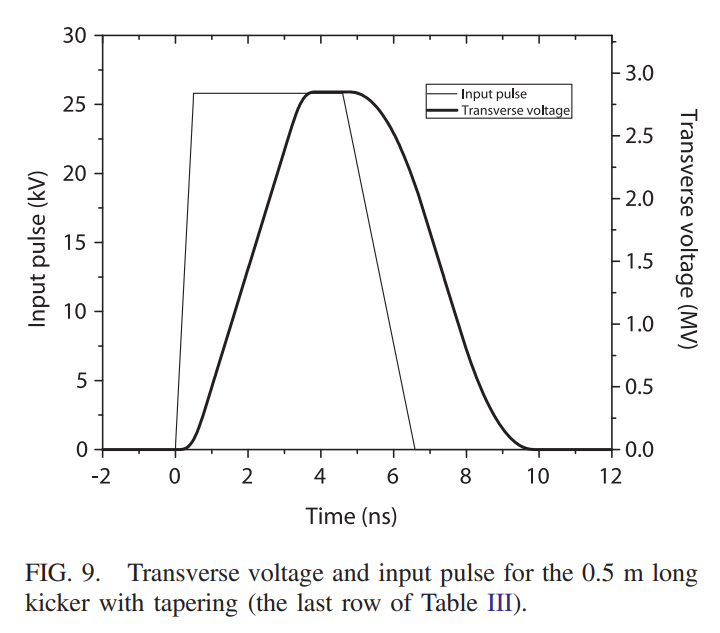 30
25
20
15
10
5
0
Input pulse (kV)
-2 0 2 4 6 8 10 12
Time (ns)
3.0
2.5
2.0
1.5
1.0
0.5
0.0
Transverse voltage (MV)
Input pulse
Transverse voltage
FIG. 9. Transverse voltage and input pulse for the 0.5 m long
kicker with tapering (the last row of Table III).